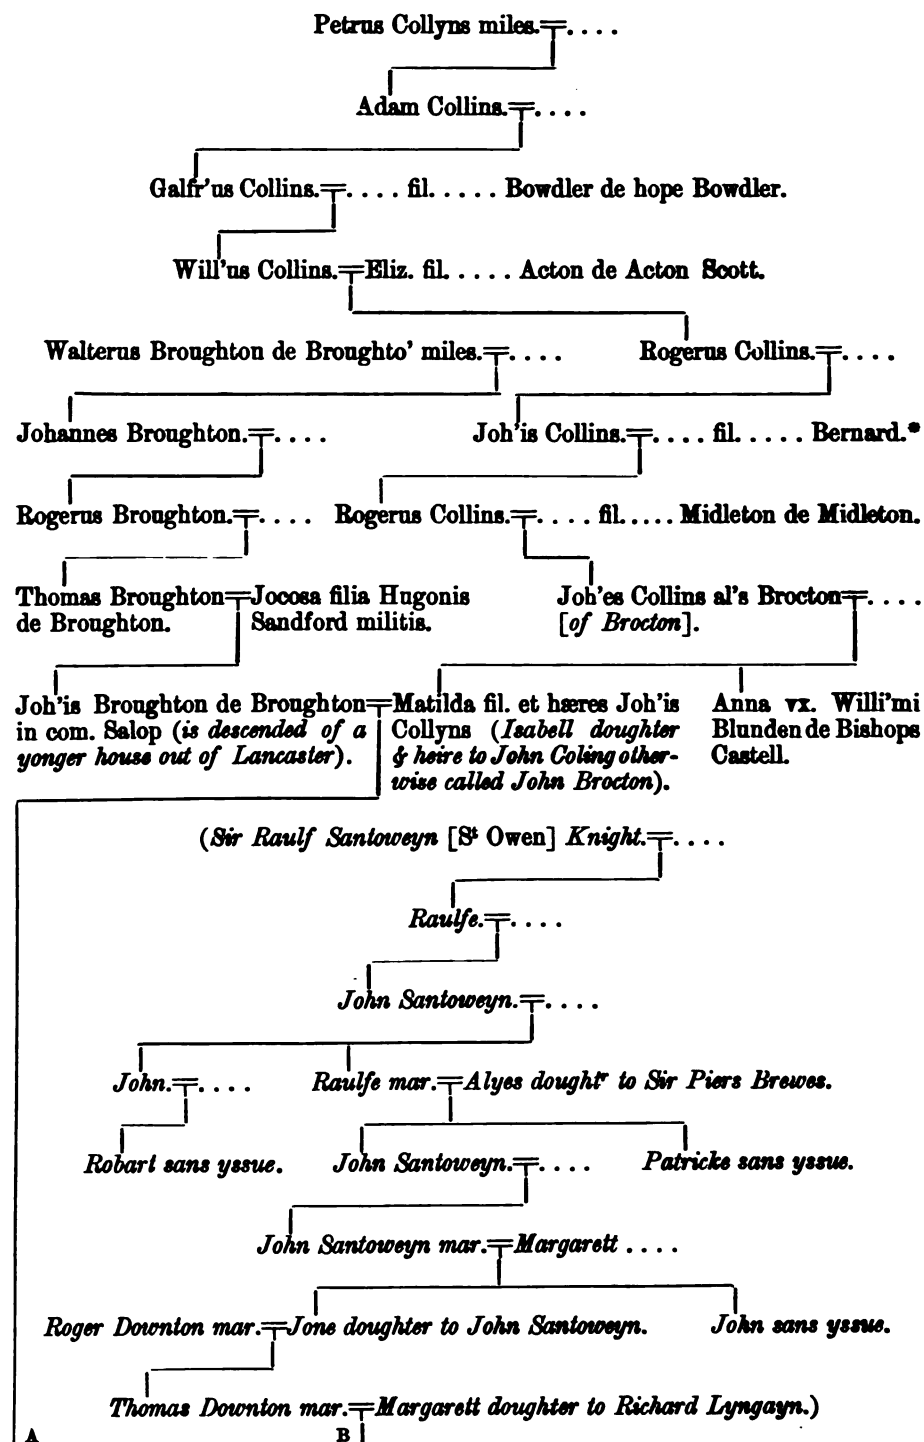 Petrus Collyns miles.=. . . .
Adam Collins.=. . . .
Galfr'us Collins.=. . . . fil. . . . . Bowdler de hope Bowdler.
Will'us Collins.=Eliz. fil. . . . . Acton de Acton Scott.
Walterus Broughton de Broughto' miles.=. . . . Rogerus Collins.=. . . .
Johannes Broughton.=. . . . Joh'is Collins.=. . . . fil. . . . . Bernard.*
Rogerus Broughton.=. . . . Rogerus Collins.=. . . . fil. . . . . Midleton de Midleton.
Thomas Broughton=Jocosa filia Hugonis Joh'es Collins al's Brocton=. . . .
de Broughton. Sandford militis. [of Brocton].
Joh'is Broughton de Broughton=Matilda fil. et hæres Joh'is Anna vx. Willi'mi
in com. Salop (is descended of a Collyns (Isabell doughter Blunden de Bishops
yonger house out of Lancaster). & heire to John Coling other- Castell.
wise called John Brocton).
(Sir Raulf Santoweyn [St Owen] Knight.=. . . .
Raulfe.=. . . .
John Santoweyn.=. . . .
John.=. . . . Raulfe mar.=Alyes doughtr to Sir Piers Brewes.
Robart sans yssue. John Santoweyn.=. . . . Patricke sans yssue.
John Santoweyn mar.=Margarett . . . .
Roger Downton mar.=Jone doughter to John Santoweyn. John sans yssue.
Thomas Downton mar.=Margarett doughter to Richard Lyngayn.)
A B